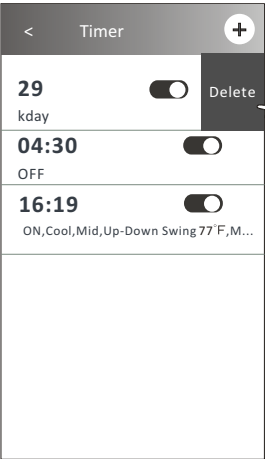 < Timer +
29
kday
Delete
04:30
OFF
16:19
ON,Cool,Mid,Up-Down Swing 77°F,M...